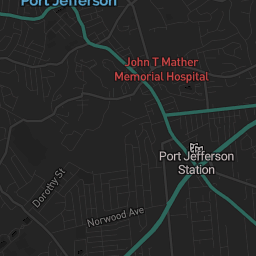 Port Jefferson
John T Mather
Memorial Hospital
Port Jefferson
Station
Dorothy St
Norwood Ave